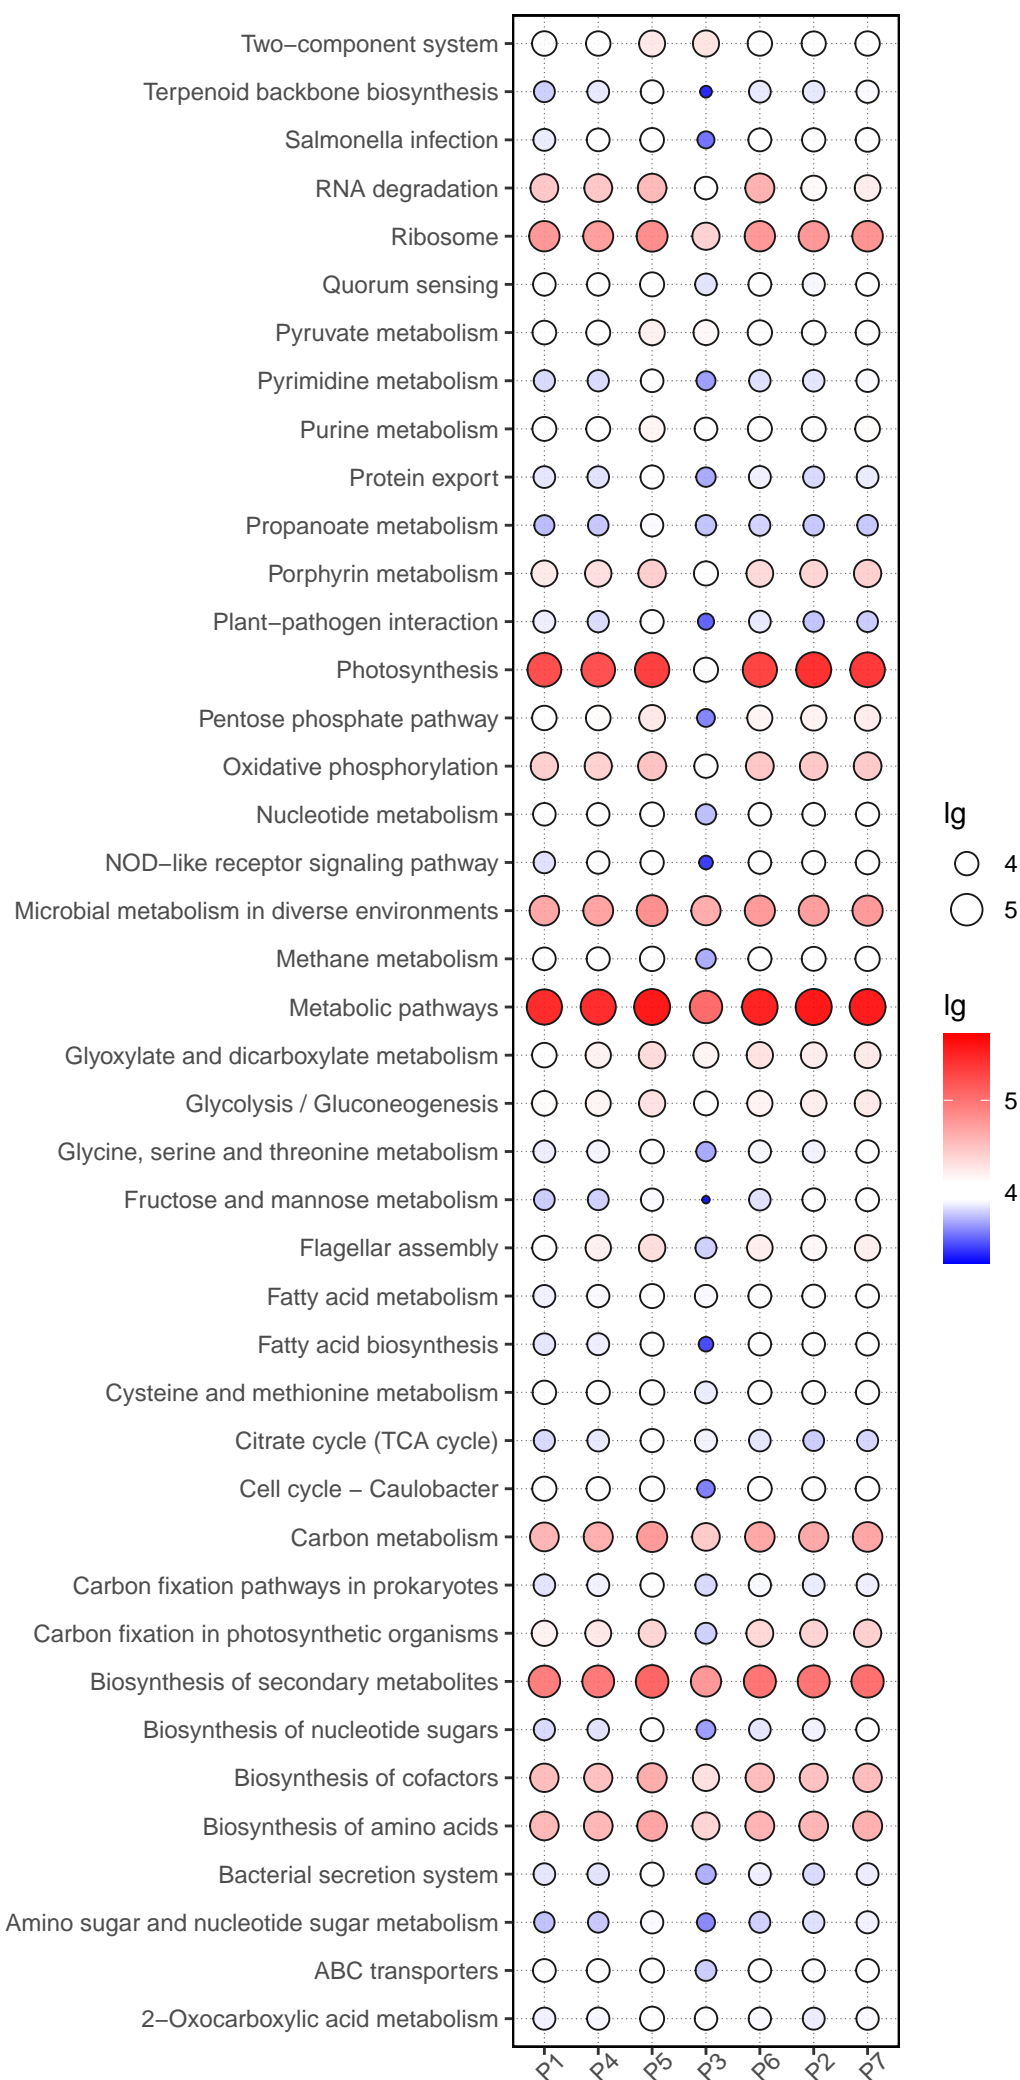 Two−component system
Terpenoid backbone biosynthesis
Salmonella infection
RNA degradation
Ribosome
Quorum sensing
Pyruvate metabolism
Pyrimidine metabolism
Purine metabolism
Protein export
Propanoate metabolism
Porphyrin metabolism
Plant−pathogen interaction
Photosynthesis
Pentose phosphate pathway
Oxidative phosphorylation
Nucleotide metabolism
NOD−like receptor signaling pathway
Microbial metabolism in diverse environments
Methane metabolism
Metabolic pathways
Glyoxylate and dicarboxylate metabolism
Glycolysis / Gluconeogenesis
Glycine, serine and threonine metabolism
Fructose and mannose metabolism
Flagellar assembly
Fatty acid metabolism
Fatty acid biosynthesis
Cysteine and methionine metabolism
Citrate cycle (TCA cycle)
Cell cycle − Caulobacter
Carbon metabolism
Carbon fixation pathways in prokaryotes
Carbon fixation in photosynthetic organisms
Biosynthesis of secondary metabolites
Biosynthesis of nucleotide sugars
Biosynthesis of cofactors
Biosynthesis of amino acids
Bacterial secretion system
Amino sugar and nucleotide sugar metabolism
ABC transporters
2−Oxocarboxylic acid metabolism
P1 P4 P5 P3 P6 P2 P7
lg
4
5
lg
5
4